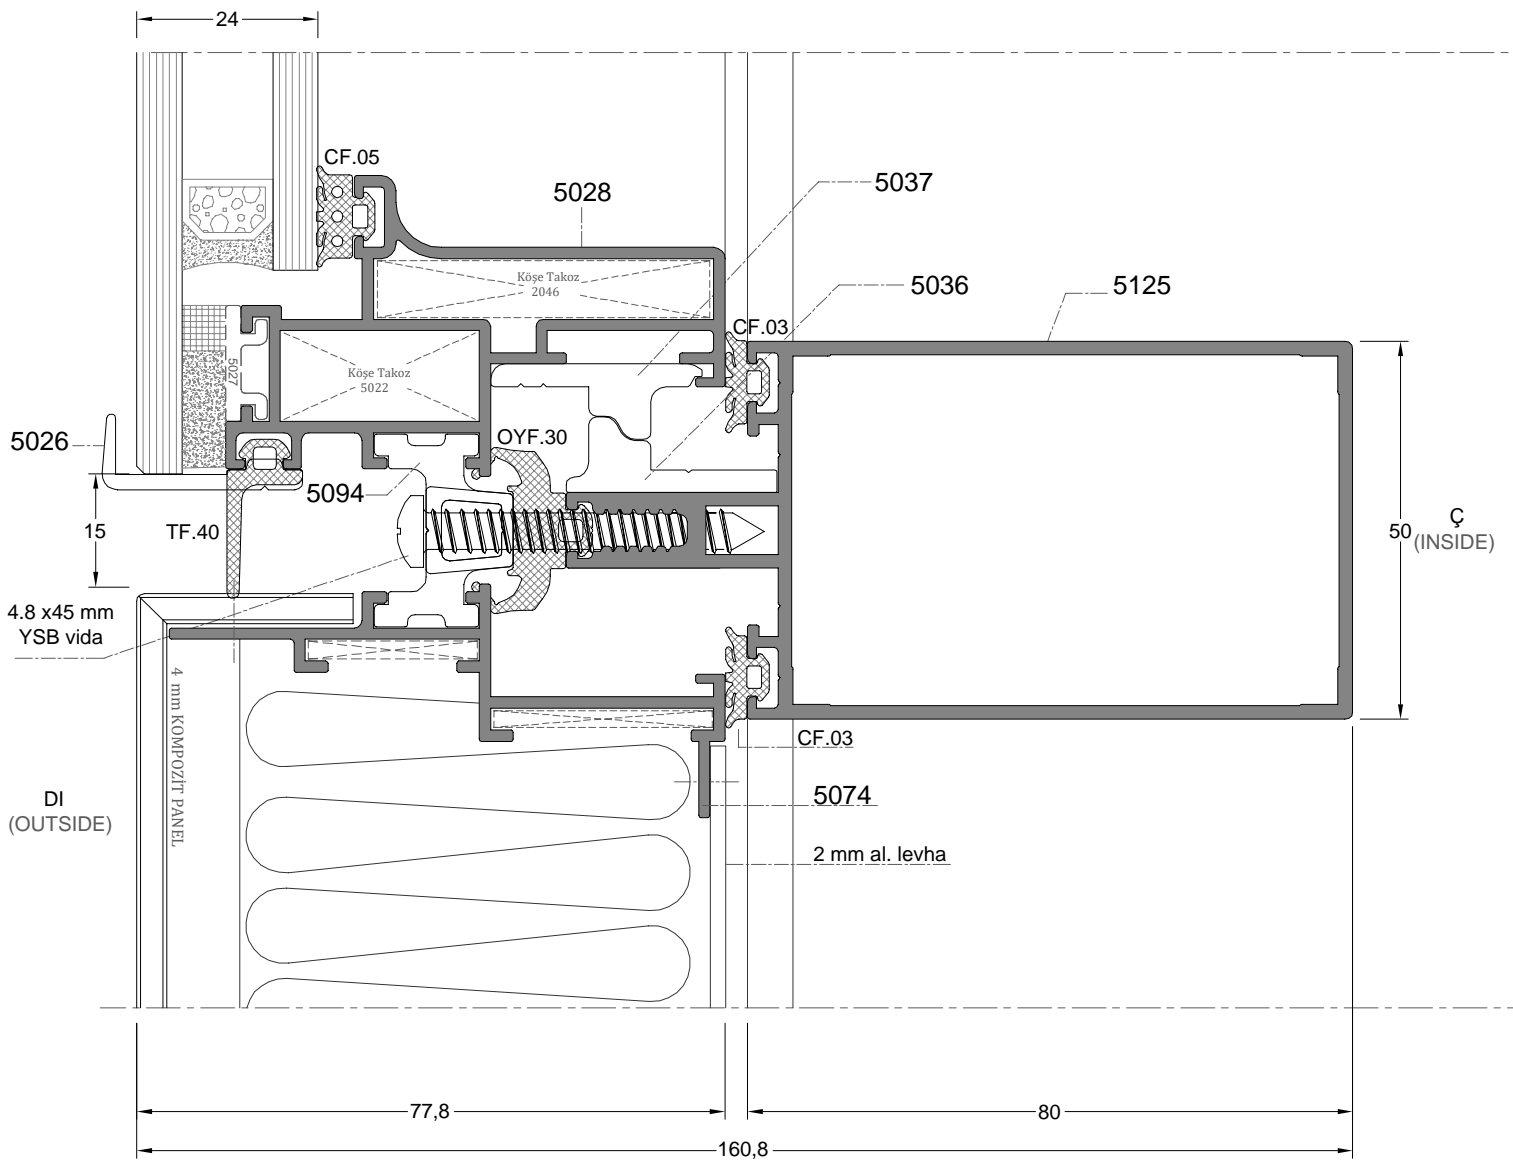 24
CF.05
5028
5037
Köşe Takoz
2046
5036
5125
CF.03
5027
Köşe Takoz
5022
5026
OYF.30
5094
15
TF.40
50
Ç
(INSIDE)
4.8 x45 mm
YSB vida
4 mm KOMPOZİT PANEL
CF.03
DI
(OUTSIDE)
5074
2 mm al. levha
77,8
80
160,8